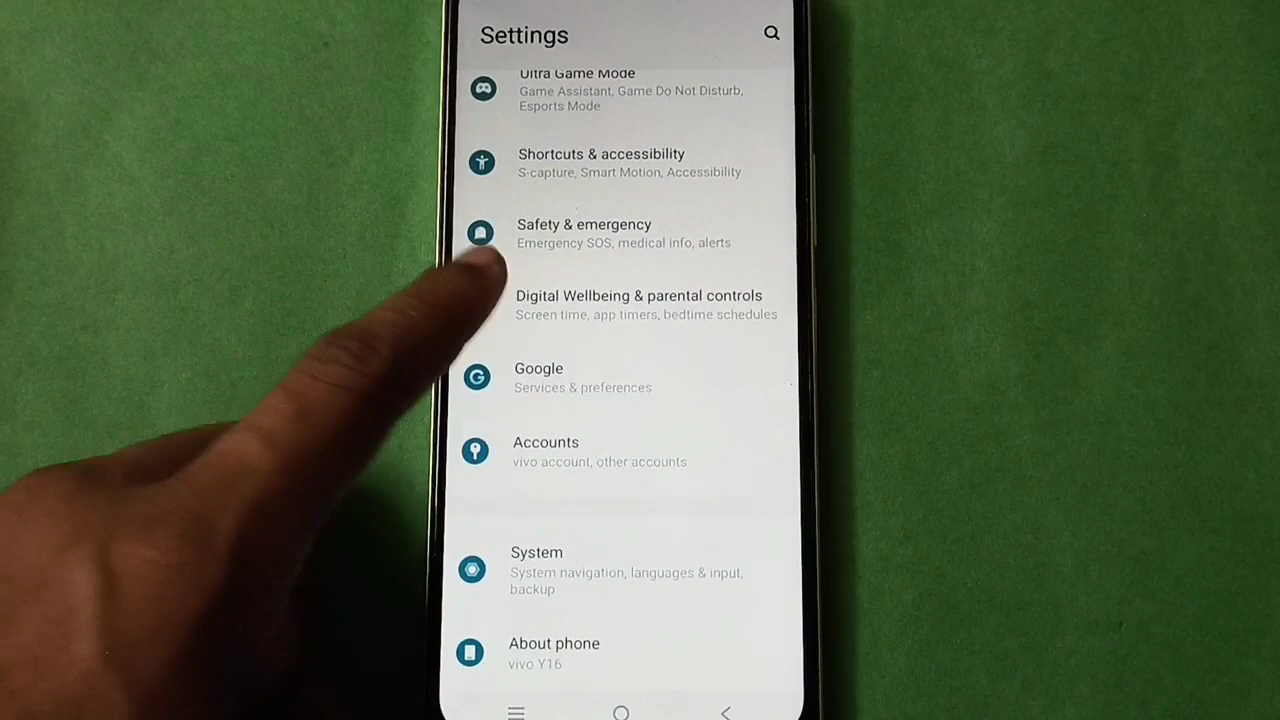 Settings
Ultra Game Mode
Game Assistant, Game Do Not Disturb,
Esports Mode
Shortcuts & accessibility
S-capture, Smart Motion, Accessibility
Safety & emergency
Emergency SOS, medical info, alerts
Digital Wellbeing & parental controls
Screen time, app timers, bedtime schedules
Google
Services & preferences
Accounts
vivo account, other accounts
System
System navigation, languages & input,
backup
About phone
vivo Y16